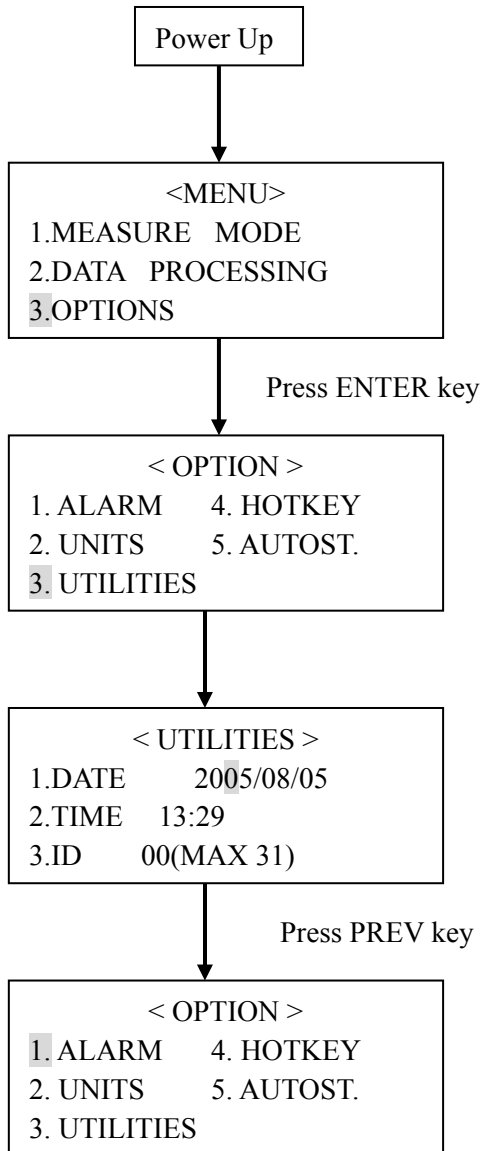 Power Up
<MENU>
1.MEASURE MODE
2.DATA PROCESSING
3.OPTIONS
Press ENTER key
< OPTION >
1. ALARM 4. HOTKEY
2. UNITS 5. AUTOST.
3. UTILITIES
< UTILITIES >
1.DATE 2005/08/05
2.TIME 13:29
3.ID 00(MAX 31)
Press PREV key
< OPTION >
1. ALARM 4. HOTKEY
2. UNITS 5. AUTOST.
3. UTILITIES